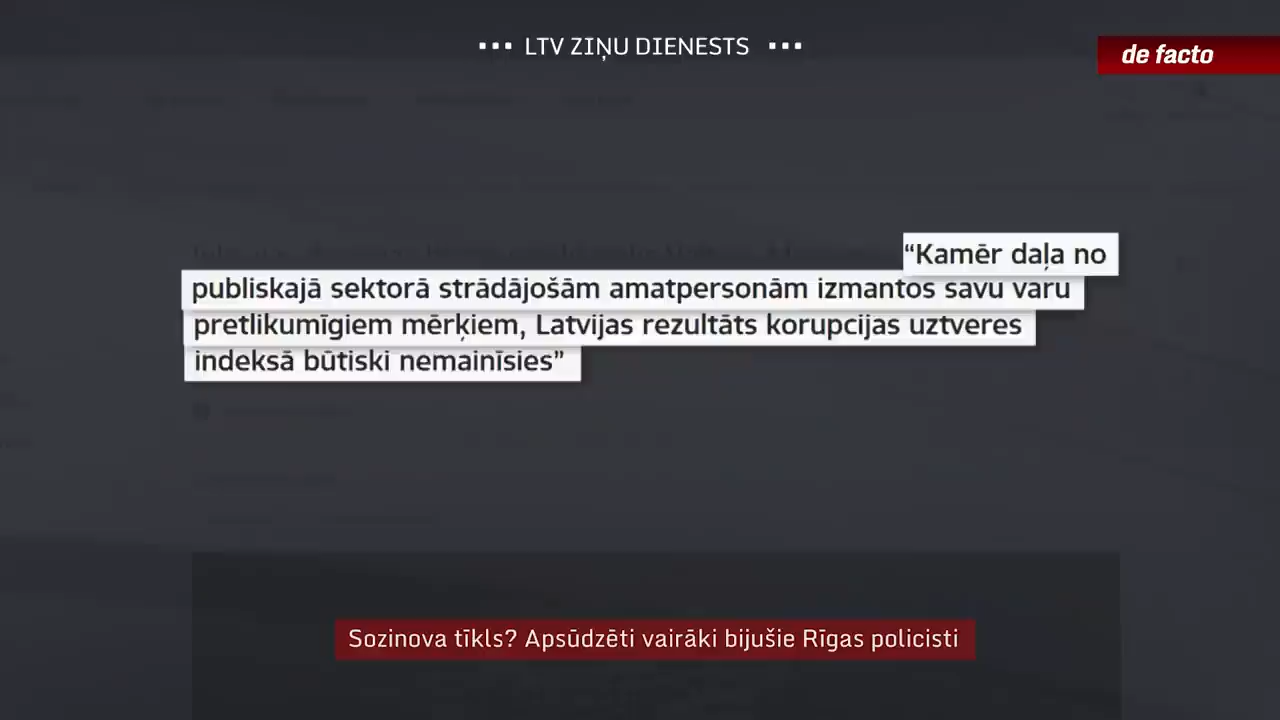 LTV ZIŅU DIENESTS
de facto
“Kamēr daļa no
publiskajā sektorā strādājošām amatpersonām izmantos savu varu
pretlikumīgiem mērķiem, Latvijas rezultāts korupcijas uztveres
indeksā būtiski nemainīsies”
Sozinova tīkls? Apsūdzēti vairāki bijušie Rīgas policisti